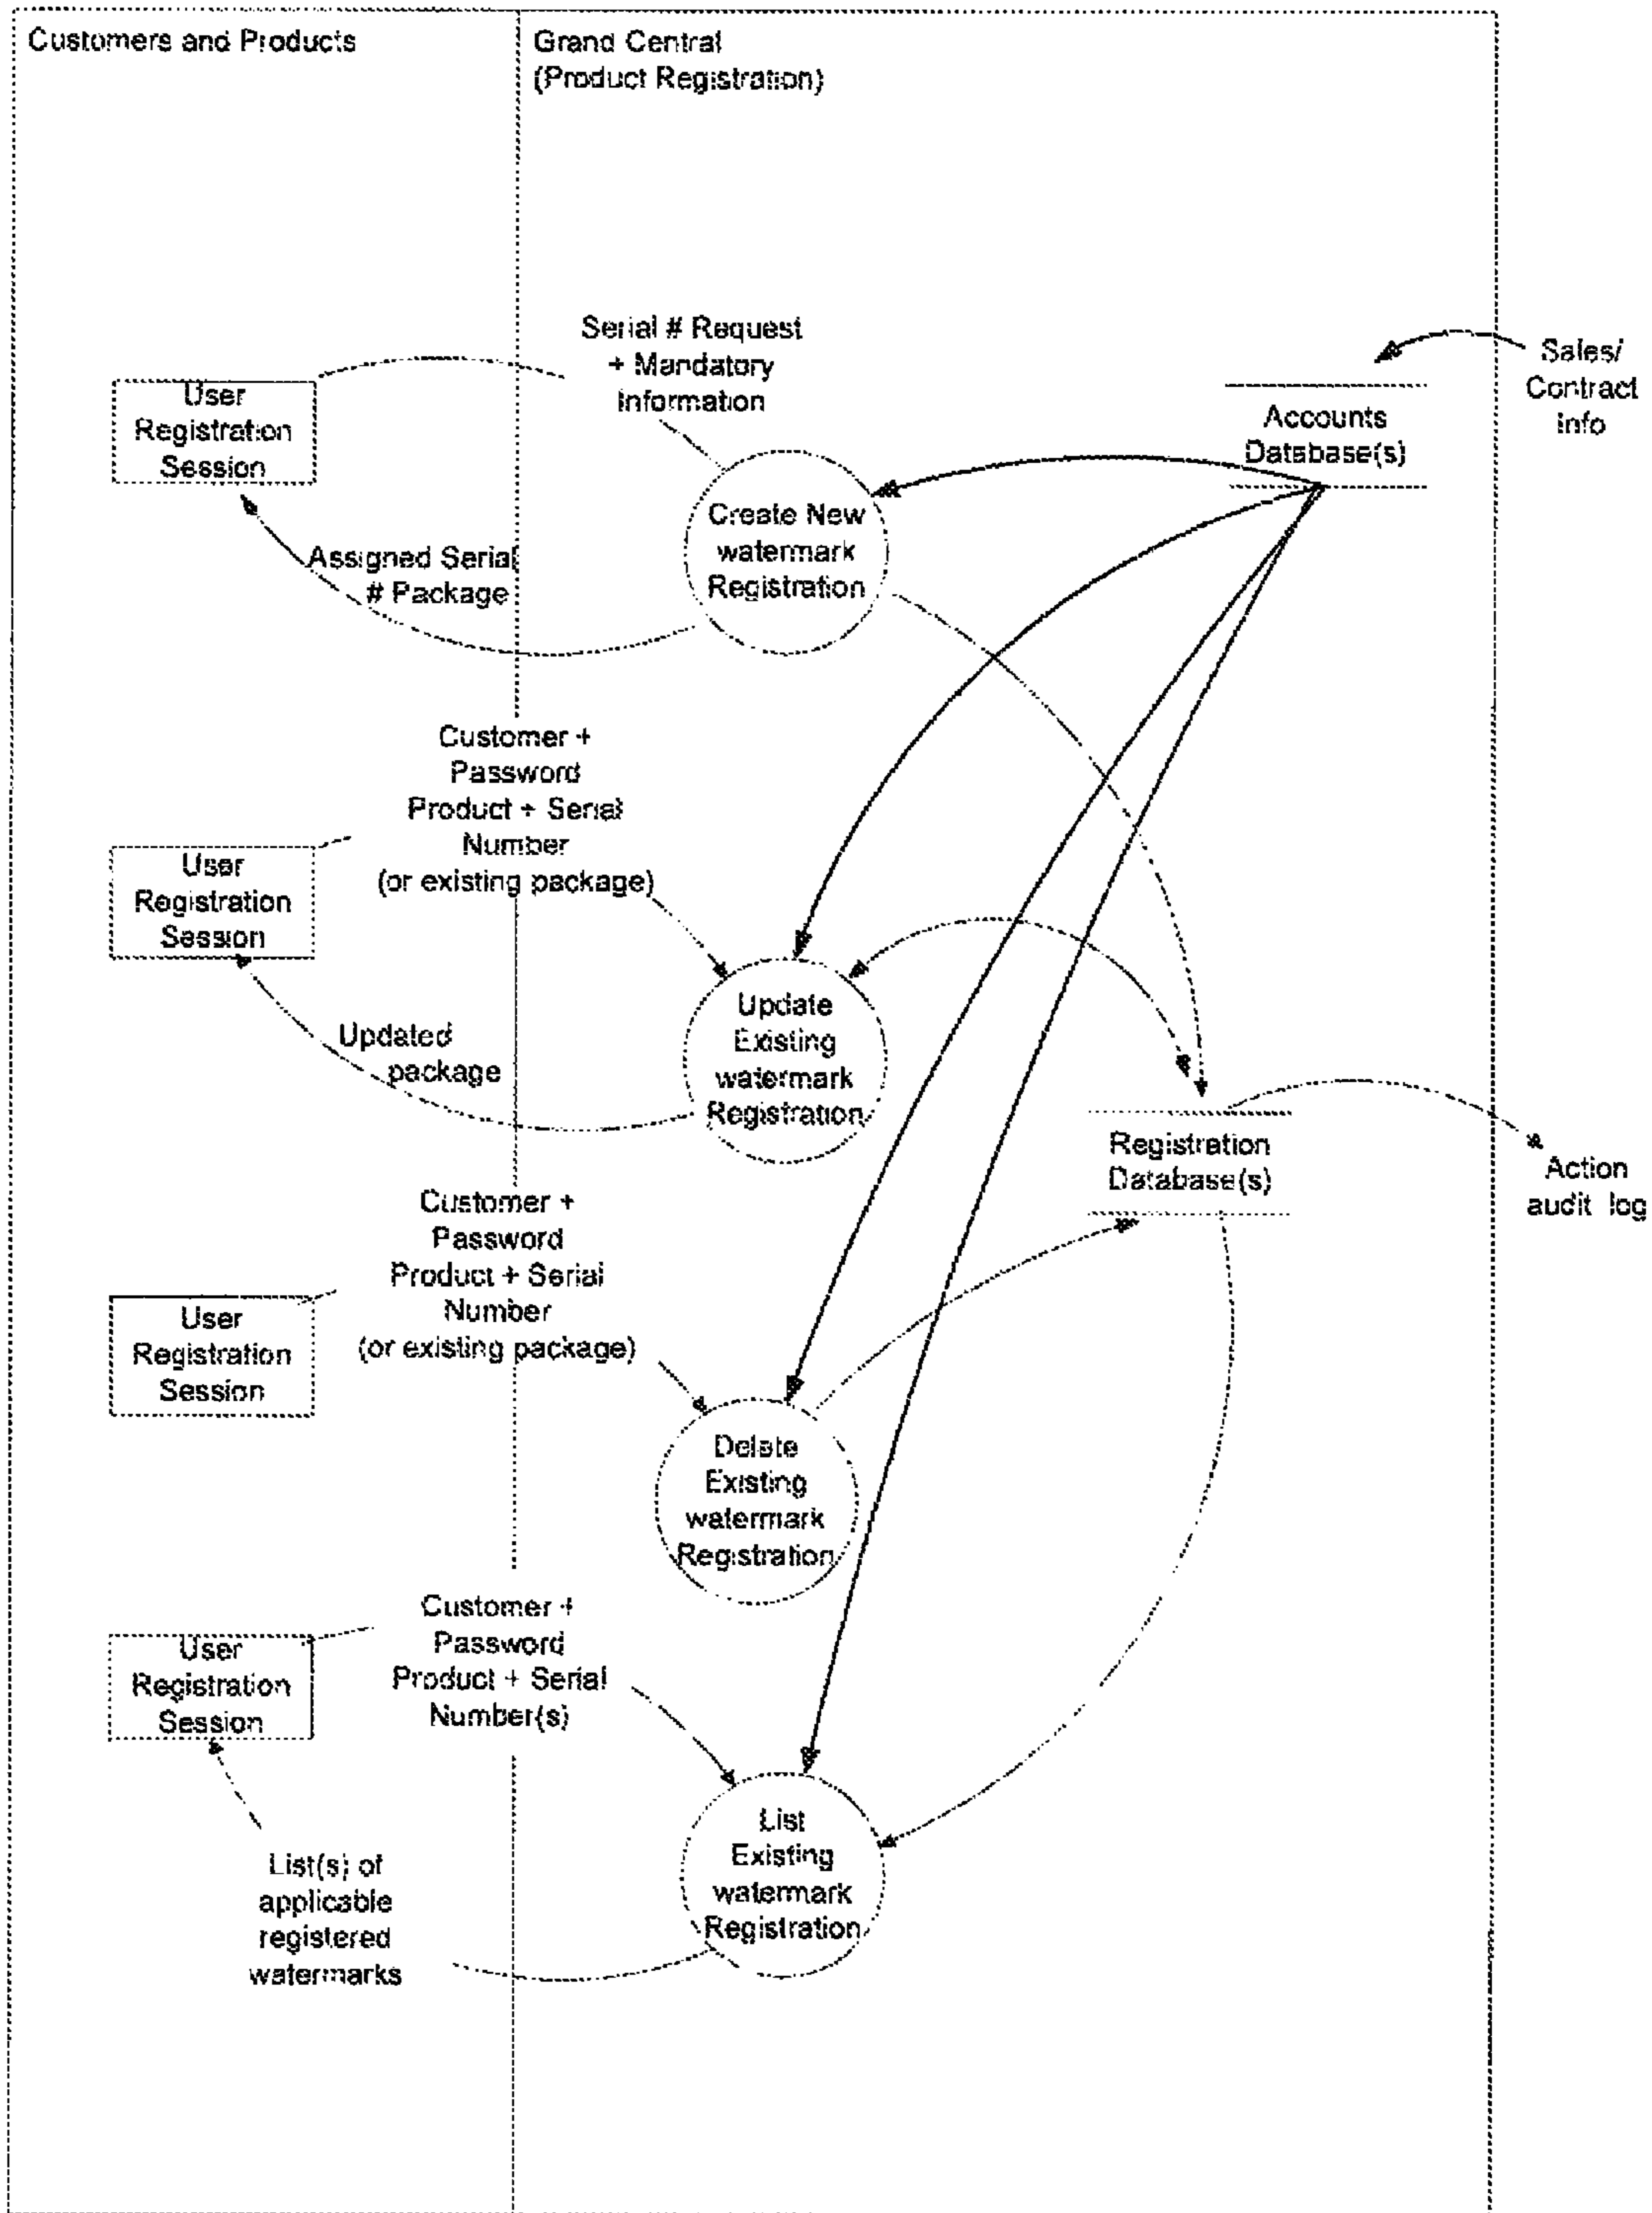 Customers and Products
Grand Central
(Product Registration)
Serial # Request
+ Mandatory
Information
Sales/
Contract
Info
User
Registration
Session
Accounts
Database(s)
Create New
watermark
Registration
Assigned Serial
# Package
Customer +
Password
Product + Serial
Number
(or existing package)
User
Registration
Session
Update
Existing
watermark
Registration
Updated
package
Registration
Database(s)
Action
audit log
Customer +
Password
Product + Serial
Number
(or existing package)
User
Registration
Session
Delete
Existing
watermark
Registration
Customer +
Password
Product + Serial
Number(s)
User
Registration
Session
List
Existing
watermark
Registration
List(s) of
applicable
registered
watermarks